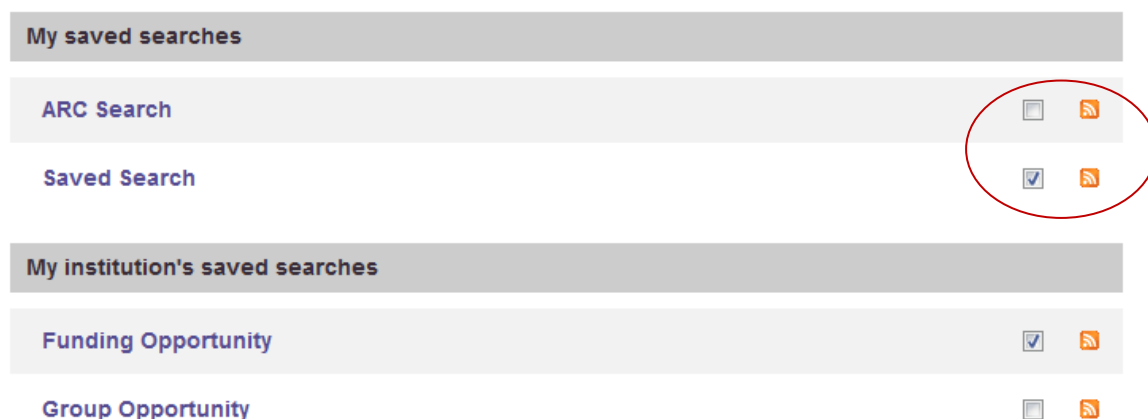 My saved searches
ARC Search
Saved Search
My institution's saved searches
Funding Opportunity
Group Opportunity